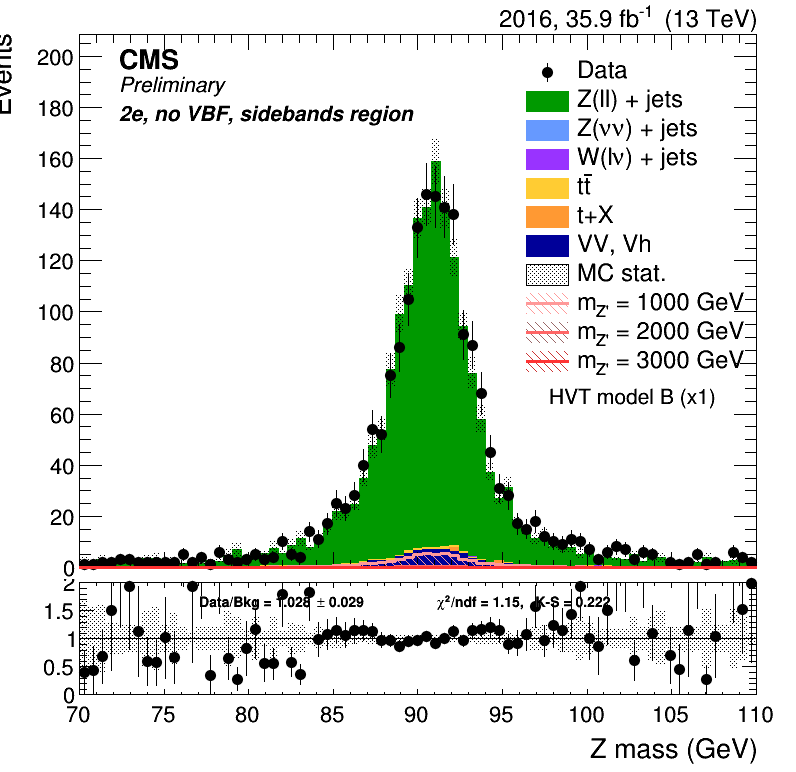 2016, 35.9 fb⁻¹ (13 TeV)
Events
CMS
Preliminary
2e, no VBF, sidebands region
Data
Z(ll) + jets
Z(νν) + jets
W(lν) + jets
tt̄
t+X
VV, Vh
MC stat.
m_Z' = 1000 GeV
m_Z' = 2000 GeV
m_Z' = 3000 GeV
HVT model B (x1)
200
180
160
140
120
100
80
60
40
20
0
Data/Bkg = 1.028 ± 0.029 χ²/ndf = 1.15, K-S = 0.222
2
1.5
1
0.5
0
70 75 80 85 90 95 100 105 110
Z mass (GeV)